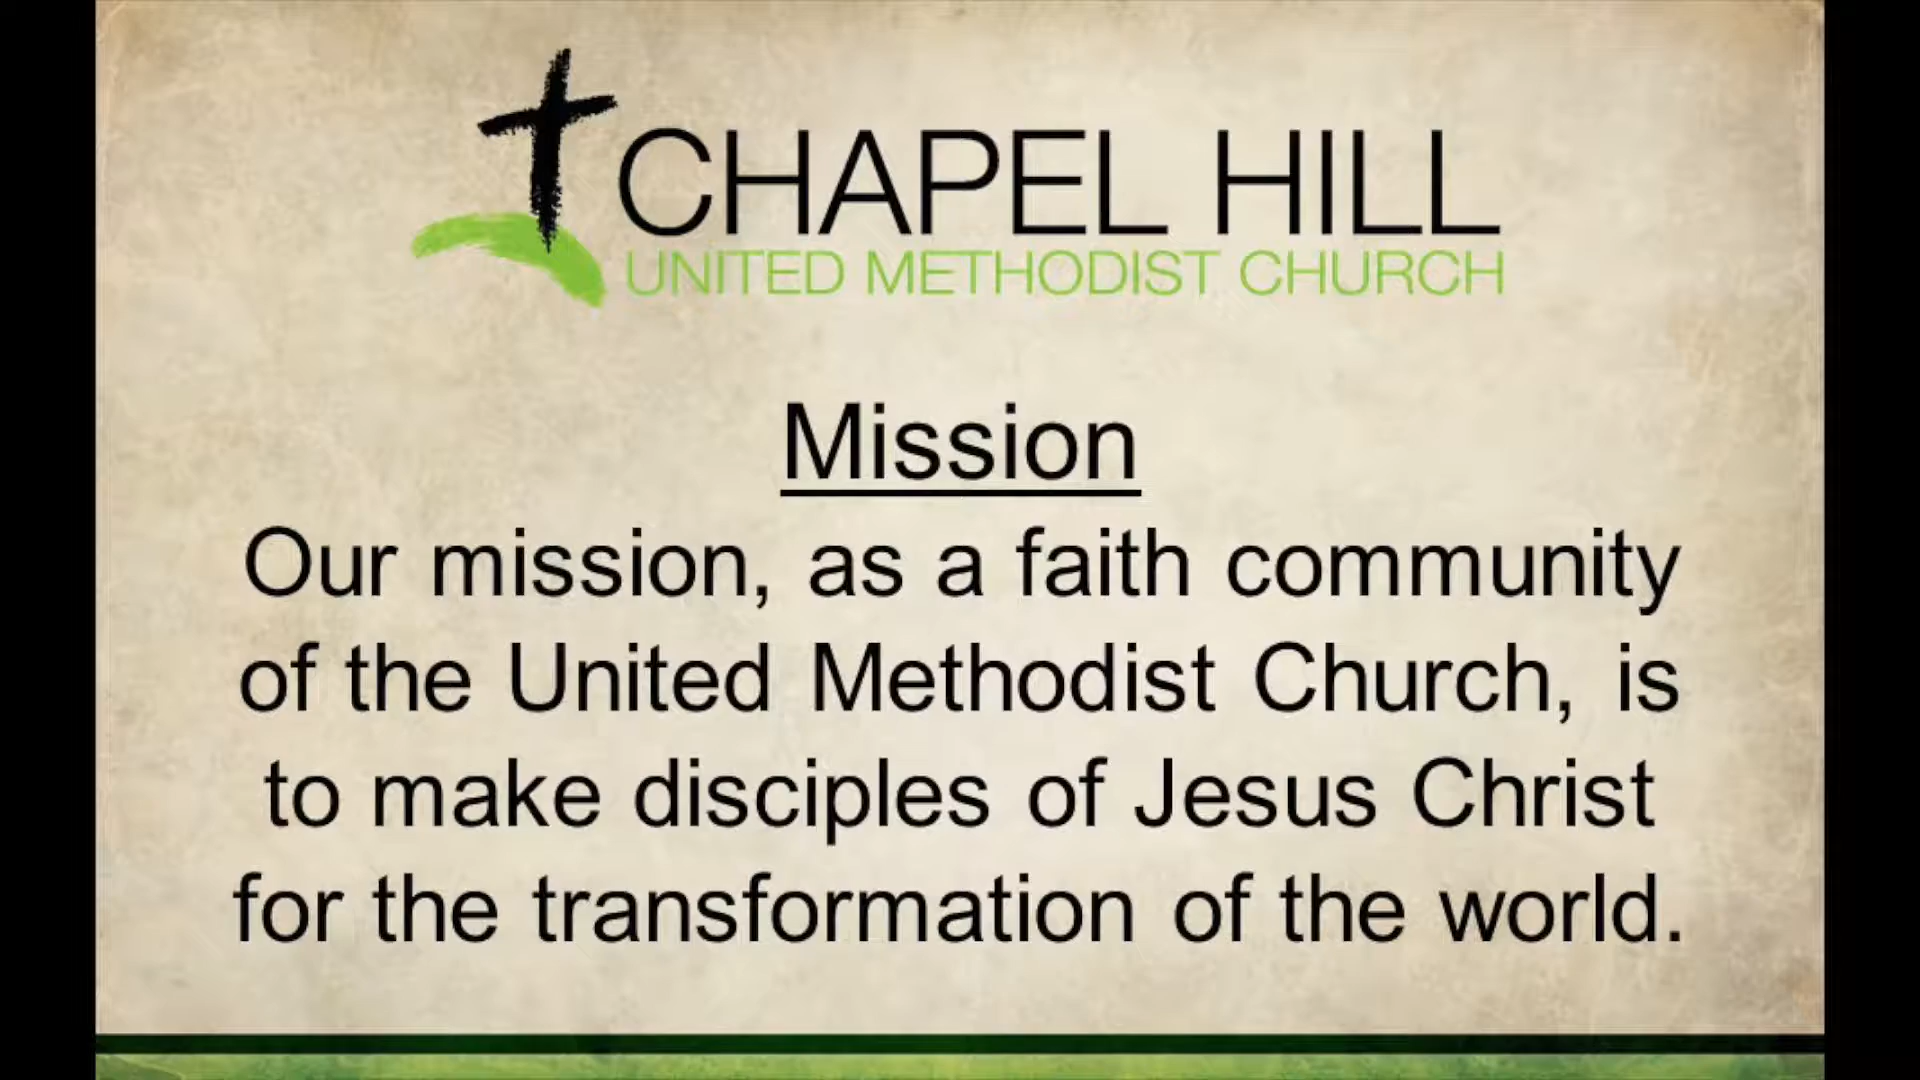 CHAPEL HILL
UNITED METHODIST CHURCH
Mission
Our mission, as a faith community
of the United Methodist Church, is
to make disciples of Jesus Christ
for the transformation of the world.